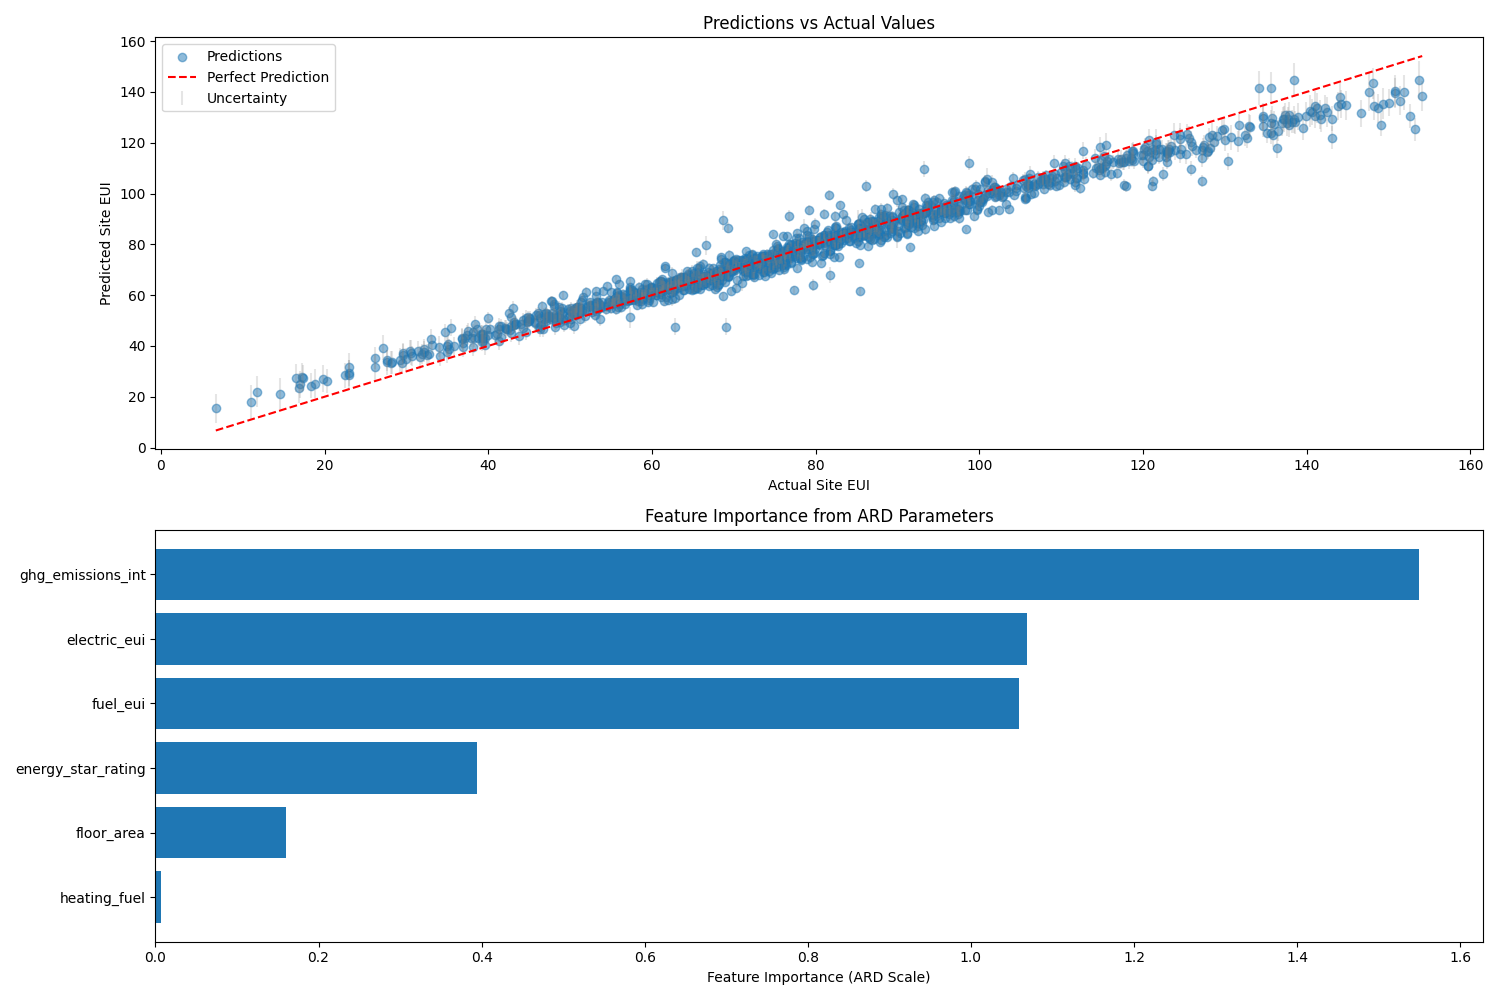 Predictions vs Actual Values
160
140
120
100
80
60
40
20
0
Predicted Site EUI
Predictions
Perfect Prediction
Uncertainty
0 20 40 60 80 100 120 140 160
Actual Site EUI
Feature Importance from ARD Parameters
ghg_emissions_int
electric_eui
fuel_eui
energy_star_rating
floor_area
heating_fuel
0.0 0.2 0.4 0.6 0.8 1.0 1.2 1.4 1.6
Feature Importance (ARD Scale)